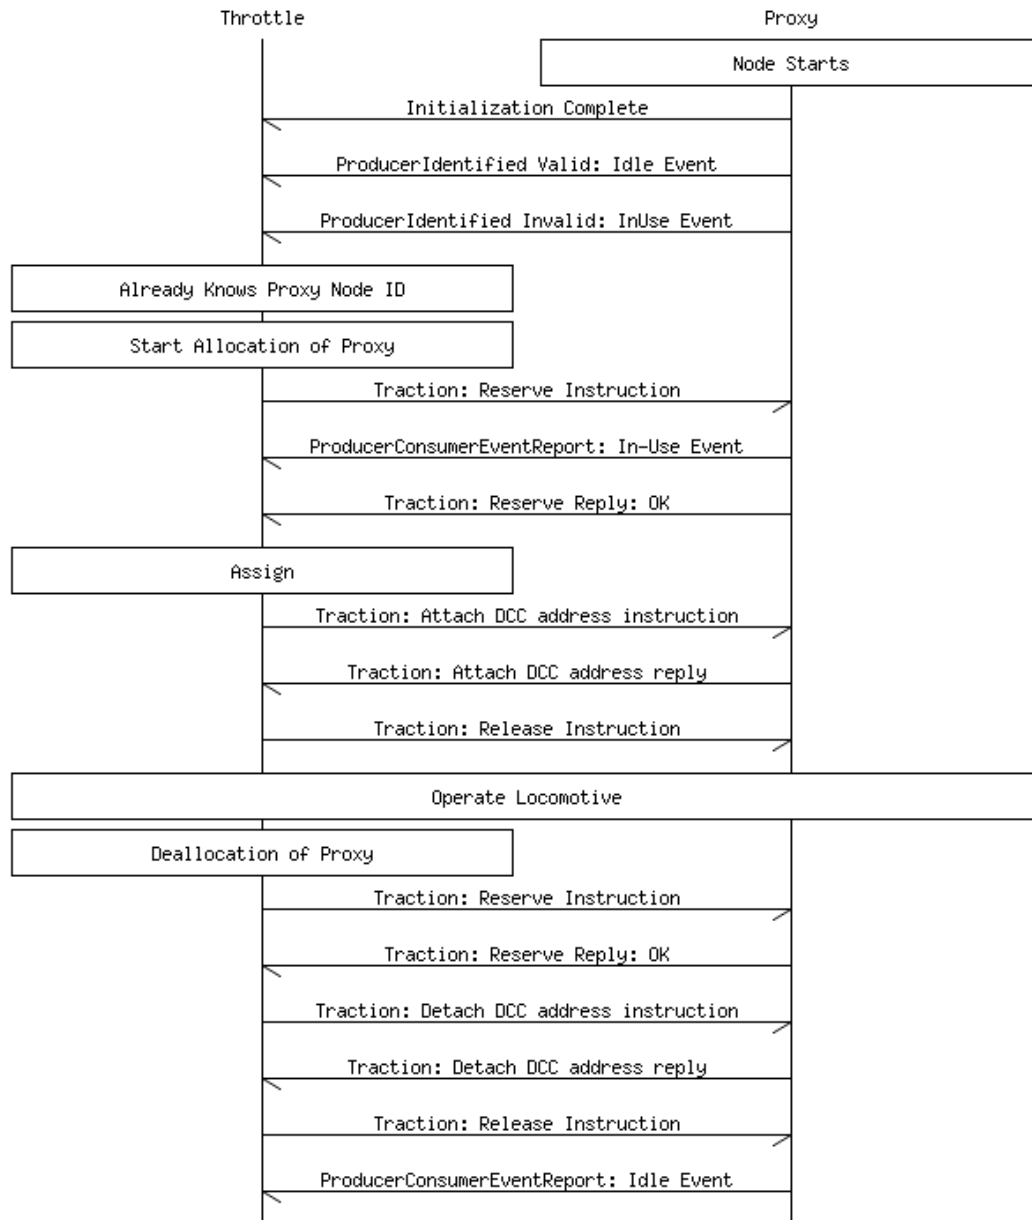 Throttle
Proxy
Node Starts
Initialization Complete
ProducerIdentified Valid: Idle Event
ProducerIdentified Invalid: InUse Event
Already Knows Proxy Node ID
Start Allocation of Proxy
Traction: Reserve Instruction
ProducerConsumerEventReport: In-Use Event
Traction: Reserve Reply: OK
Assign
Traction: Attach DCC address instruction
Traction: Attach DCC address reply
Traction: Release Instruction
Operate Locomotive
Deallocation of Proxy
Traction: Reserve Instruction
Traction: Reserve Reply: OK
Traction: Detach DCC address instruction
Traction: Detach DCC address reply
Traction: Release Instruction
ProducerConsumerEventReport: Idle Event